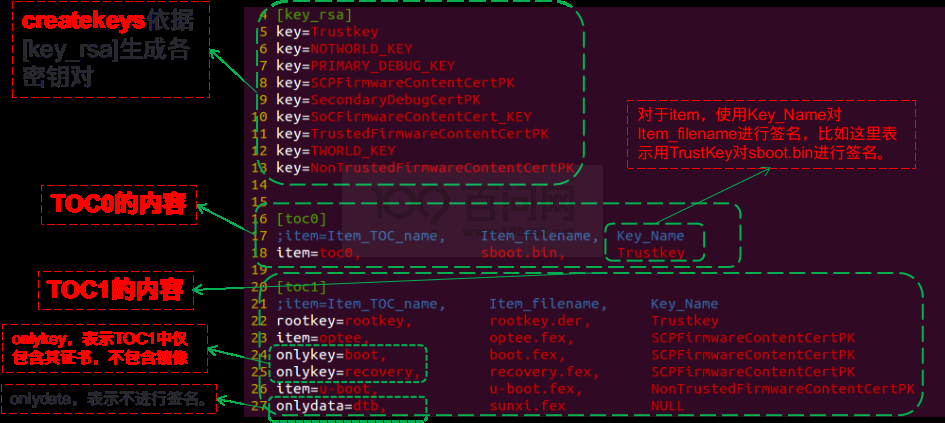 createkeys依据
[key_rsa]生成各
密钥对
TOC0的内容
TOC1的内容
onlykey，表示TOC1中仅
包含其证书，不包含镜像
onlydata，表示不进行签名。
4 [key_rsa]
5 key=Trustkey
6 key=NOTWORLD_KEY
7 key=PRIMARY_DEBUG_KEY
8 key=SCPFirmwareContentCertPK
9 key=SecondaryDebugCertPK
10 key=SoCFirmwareContentCert_KEY
11 key=TrustedFirmwareContentCertPK
12 key=TWORLD_KEY
13 key=NonTrustedFirmwareContentCertPK
14
15
16 [toc0]
17 ;item=Item_TOC_name, Item_filename, Key_Name
18 item=toc0, sboot.bin, Trustkey
19
20 [toc1]
21 ;item=Item_TOC_name, Item_filename, Key_Name
22 rootkey=rootkey, rootkey.der, Trustkey
23 item=optee, optee.fex, SCPFirmwareContentCertPK
24 onlykey=boot, boot.fex, SCPFirmwareContentCertPK
25 onlykey=recovery, recovery.fex, SCPFirmwareContentCertPK
26 item=u-boot, u-boot.fex, NonTrustedFirmwareContentCertPK
27 onlydata=dtb, sunxi.fex NULL
对于item，使用Key_Name对
Item_filename进行签名，比如这里表
示用TrustKey对sboot.bin进行签名。
百问网